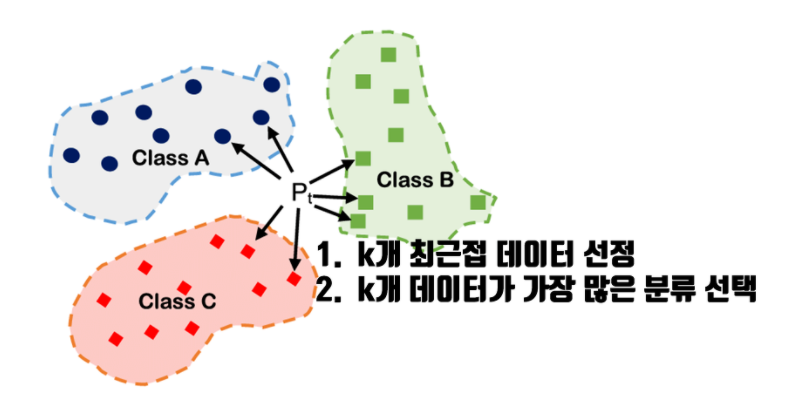 Class A
Class B
Pt
Class C
1. k개 최근접 데이터 선정
2. k개 데이터가 가장 많은 분류 선택